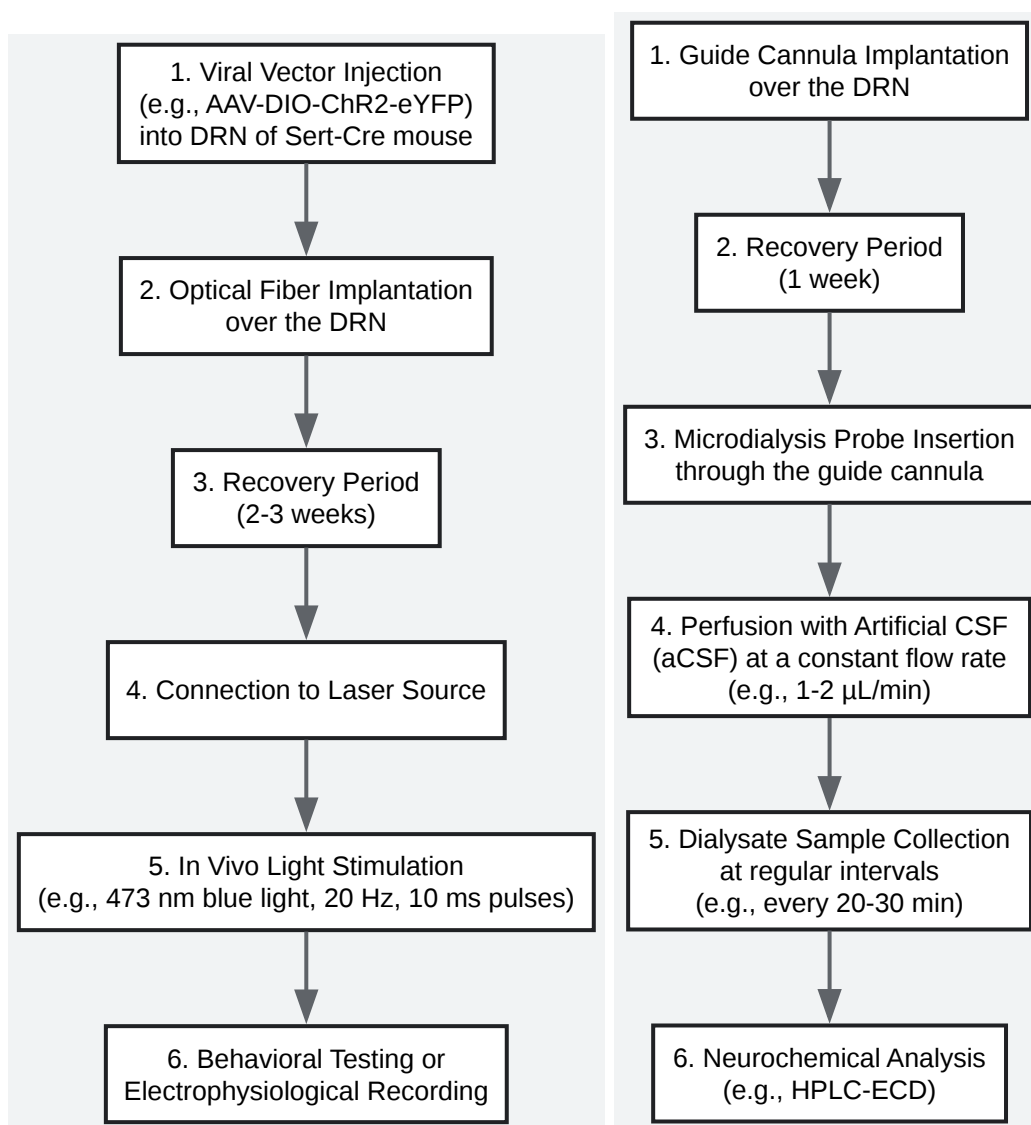 1. Viral Vector Injection
(e.g., AAV-DIO-ChR2-eYFP)
into DRN of Sert-Cre mouse
2. Optical Fiber Implantation
over the DRN
3. Recovery Period
(2-3 weeks)
4. Connection to Laser Source
5. In Vivo Light Stimulation
(e.g., 473 nm blue light, 20 Hz, 10 ms pulses)
6. Behavioral Testing or
Electrophysiological Recording
1. Guide Cannula Implantation
over the DRN
2. Recovery Period
(1 week)
3. Microdialysis Probe Insertion
through the guide cannula
4. Perfusion with Artificial CSF
(aCSF) at a constant flow rate
(e.g., 1-2 µL/min)
5. Dialysate Sample Collection
at regular intervals
(e.g., every 20-30 min)
6. Neurochemical Analysis
(e.g., HPLC-ECD)